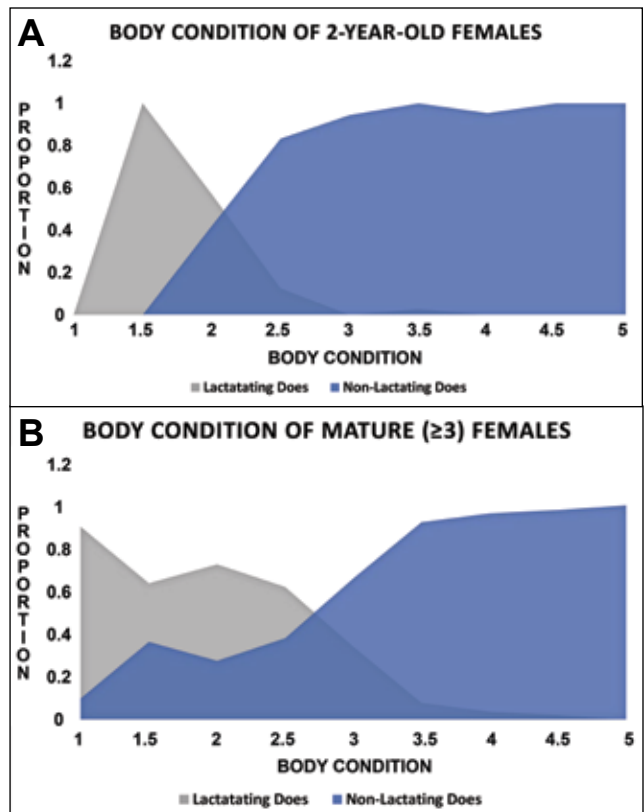 A
BODY CONDITION OF 2-YEAR-OLD FEMALES
PROPORTION
1.2
1
0.8
0.6
0.4
0.2
0
1 1.5 2 2.5 3 3.5 4 4.5 5
BODY CONDITION
Lactatating Does Non-Lactating Does
B
BODY CONDITION OF MATURE (≥3) FEMALES
PROPORTION
1.2
1
0.8
0.6
0.4
0.2
0
1 1.5 2 2.5 3 3.5 4 4.5 5
BODY CONDITION
Lactatating Does Non-Lactating Does